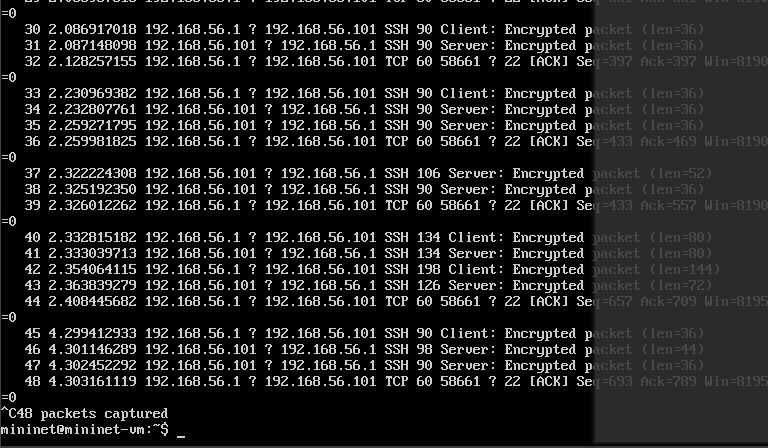 =0
30 2.086917018 192.168.56.1 ? 192.168.56.101 SSH 90 Client: Encrypted packet (len=36)
31 2.087148098 192.168.56.101 ? 192.168.56.1 SSH 90 Server: Encrypted packet (len=36)
32 2.128257155 192.168.56.1 ? 192.168.56.101 TCP 60 58661 ? 22 [ACK] Seq=397 Ack=397 Win=8190
=0
33 2.230969382 192.168.56.1 ? 192.168.56.101 SSH 90 Client: Encrypted packet (len=36)
34 2.232807761 192.168.56.101 ? 192.168.56.1 SSH 90 Server: Encrypted packet (len=36)
35 2.259271795 192.168.56.101 ? 192.168.56.1 SSH 90 Server: Encrypted packet (len=36)
36 2.259981825 192.168.56.1 ? 192.168.56.101 TCP 60 58661 ? 22 [ACK] Seq=433 Ack=469 Win=8190
=0
37 2.322224308 192.168.56.101 ? 192.168.56.1 SSH 106 Server: Encrypted packet (len=52)
38 2.325192350 192.168.56.101 ? 192.168.56.1 SSH 90 Server: Encrypted packet (len=36)
39 2.326012262 192.168.56.1 ? 192.168.56.101 TCP 60 58661 ? 22 [ACK] Seq=433 Ack=557 Win=8190
=0
40 2.332815182 192.168.56.1 ? 192.168.56.101 SSH 134 Client: Encrypted packet (len=80)
41 2.333039713 192.168.56.101 ? 192.168.56.1 SSH 134 Server: Encrypted packet (len=80)
42 2.354064115 192.168.56.1 ? 192.168.56.101 SSH 198 Client: Encrypted packet (len=144)
43 2.363839279 192.168.56.101 ? 192.168.56.1 SSH 126 Server: Encrypted packet (len=72)
44 2.408445682 192.168.56.1 ? 192.168.56.101 TCP 60 58661 ? 22 [ACK] Seq=657 Ack=709 Win=8195
=0
45 4.299412933 192.168.56.1 ? 192.168.56.101 SSH 90 Client: Encrypted packet (len=36)
46 4.301146289 192.168.56.101 ? 192.168.56.1 SSH 98 Server: Encrypted packet (len=44)
47 4.302452292 192.168.56.101 ? 192.168.56.1 SSH 90 Server: Encrypted packet (len=36)
48 4.303161119 192.168.56.1 ? 192.168.56.101 TCP 60 58661 ? 22 [ACK] Seq=693 Ack=789 Win=8195
=0
^C48 packets captured
mininet@mininet-vm:~$ _